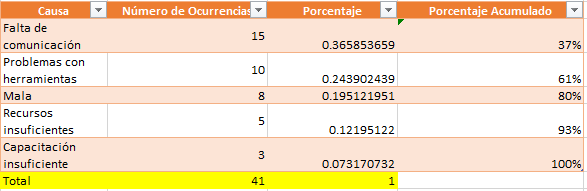 Causa Número de Ocurrencias Porcentaje Porcentaje Acumulado
Falta de
comunicación 15 0.365853659 37%
Problemas con
herramientas 10 0.243902439 61%
Mala 8 0.195121951 80%
Recursos
insuficientes 5 0.12195122 93%
Capacitación
insuficiente 3 0.073170732 100%
Total 41 1